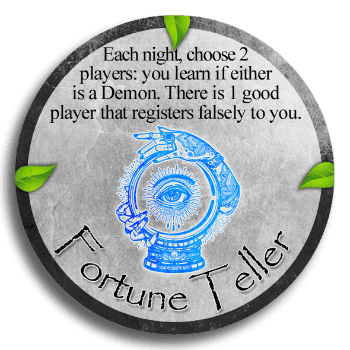 Each night, choose 2
players: you learn if either
is a Demon. There is 1 good
player that registers falsely to you.
Fortune Teller